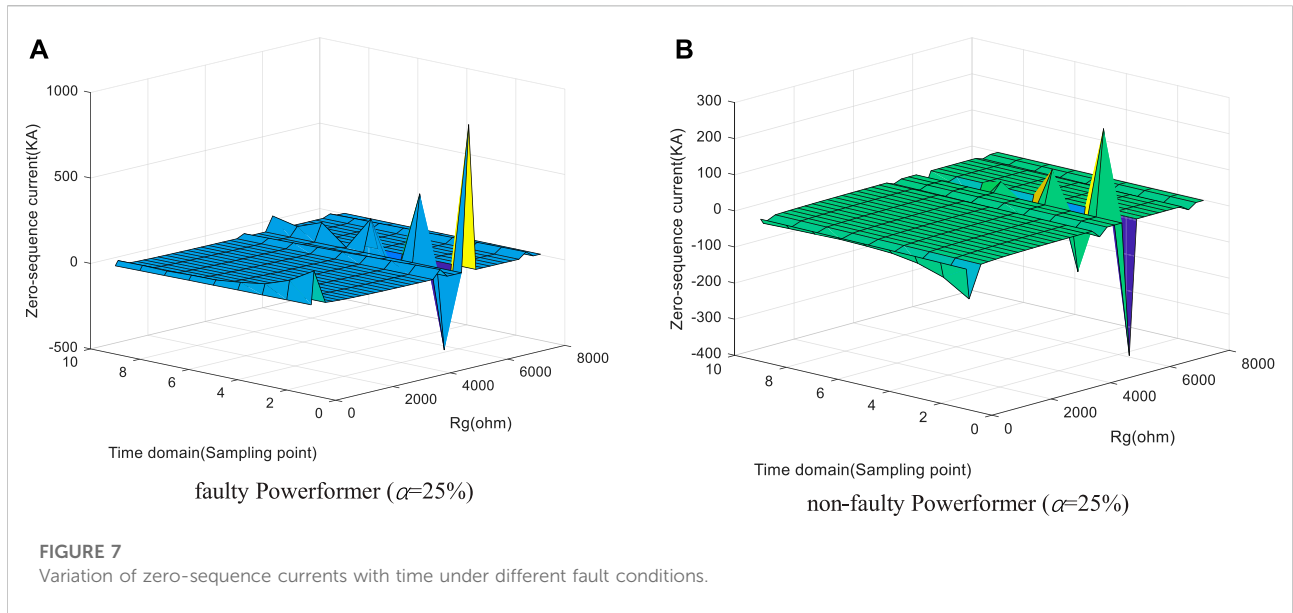 A
1000
500
0
-500
Zero-sequence current(KA)
10
8
6
4
2
0
0
2000
4000
6000
8000
Rg(ohm)
Time domain(Sampling point)
faulty Powerformer (α=25%)
B
300
200
100
0
-100
-200
-300
-400
Zero-sequence current(KA)
10
8
6
4
2
0
0
2000
4000
6000
8000
Rg(ohm)
Time domain(Sampling point)
non-faulty Powerformer (α=25%)
FIGURE 7
Variation of zero-sequence currents with time under different fault conditions.